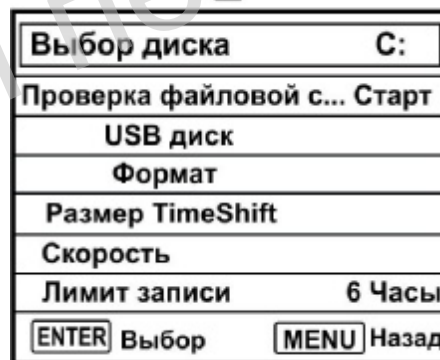 Выбор диска C:
Проверка файловой с... Старт
USB диск
Формат
Размер TimeShift
Скорость
Лимит записи 6 Часы
ENTER Выбор MENU Назад